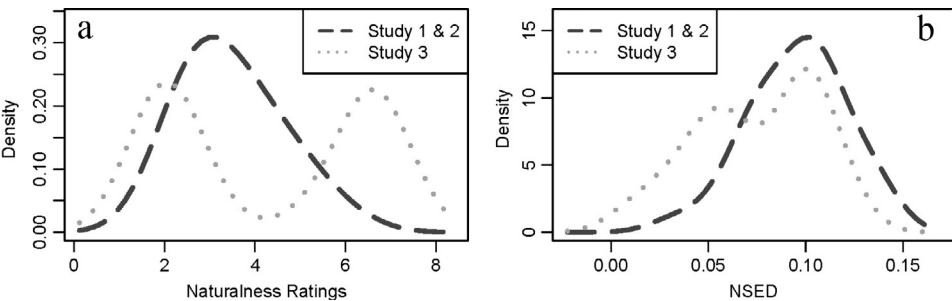 a
Study 1 & 2
Study 3
Density
0.00 0.10 0.20 0.30
0 2 4 6 8
Naturalness Ratings
b
Study 1 & 2
Study 3
Density
0 5 10 15
0.00 0.05 0.10 0.15
NSED